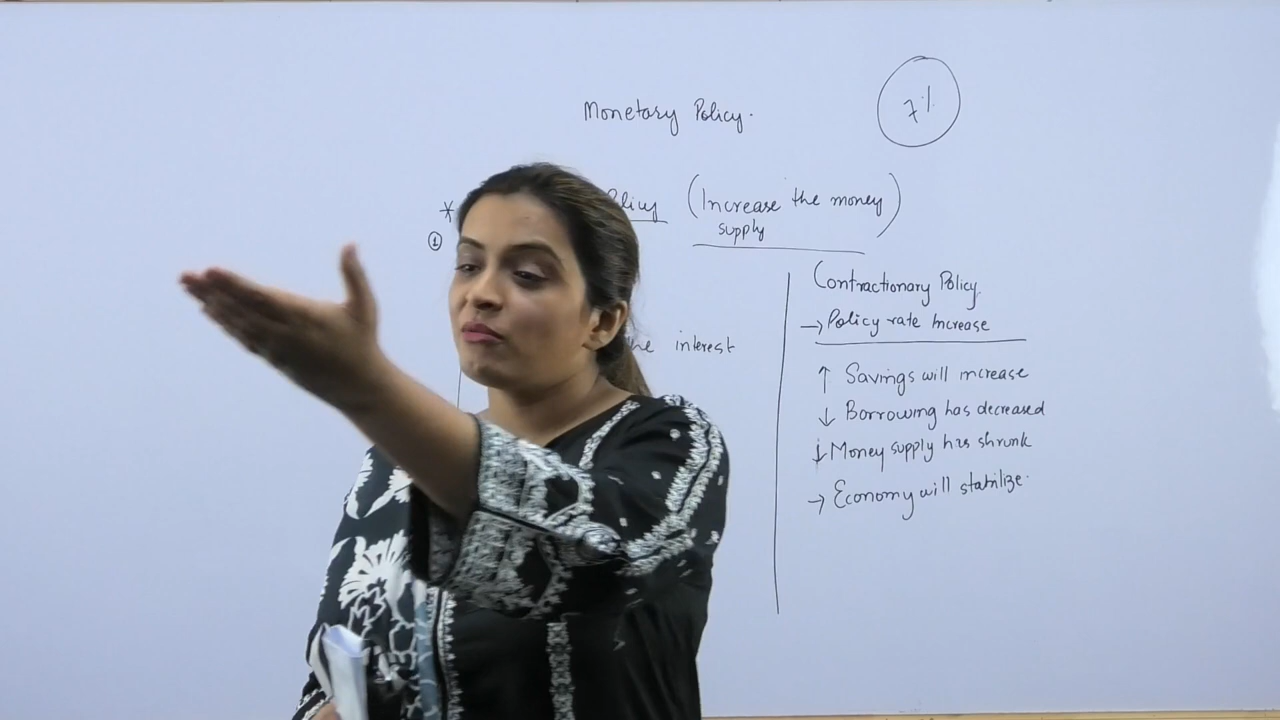 Monetary Policy.
7%
* Policy (Increase the money
supply)
①
the interest
Contractionary Policy.
→ Policy rate Increase
↑ Savings will increase
↓ Borrowing has decreased
↓ Money supply has shrunk
→ Economy will stabilize.